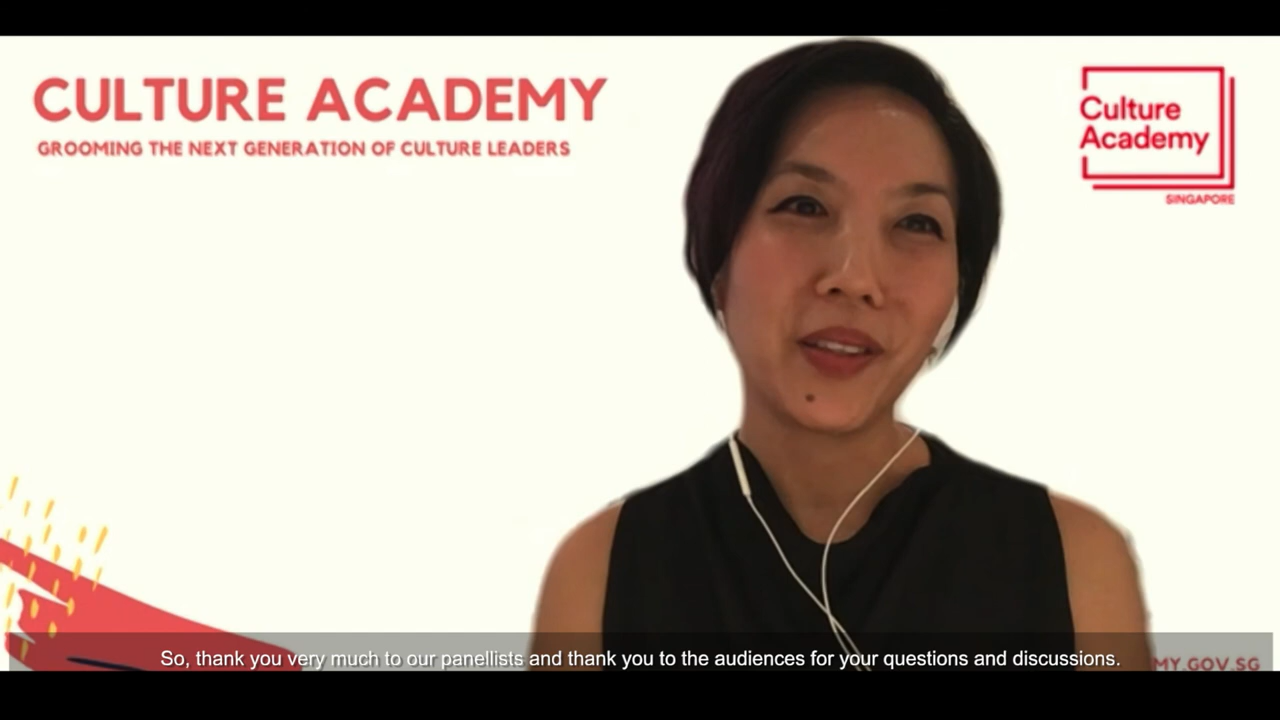 CULTURE ACADEMY
GROOMING THE NEXT GENERATION OF CULTURE LEADERS
Culture
Academy
SINGAPORE
So, thank you very much to our panellists and thank you to the audiences for your questions and discussions.
MY.GOV.SG